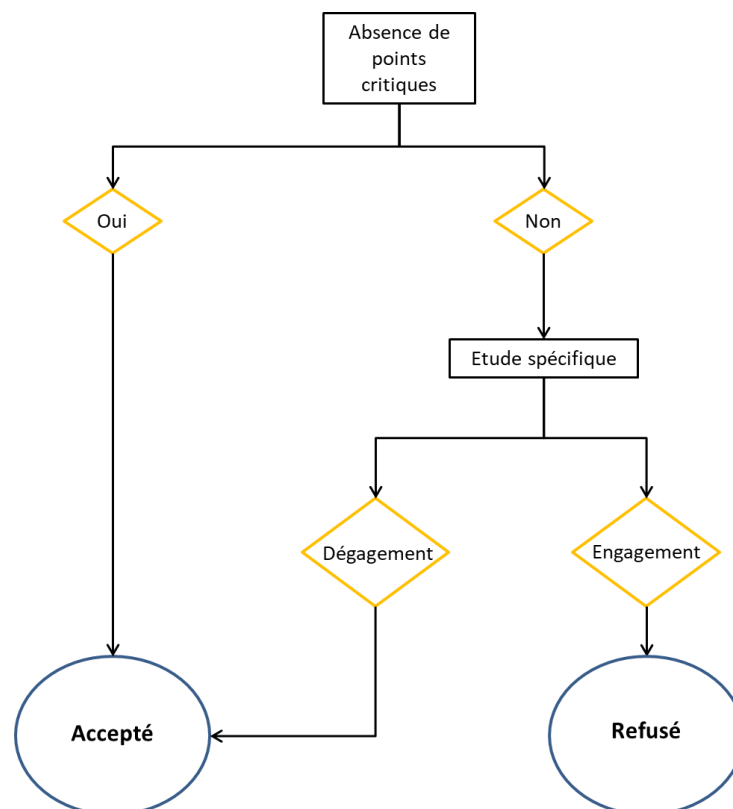 Absence de
points
critiques
Oui
Non
Etude spécifique
Dégagement
Engagement
Accepté
Refusé